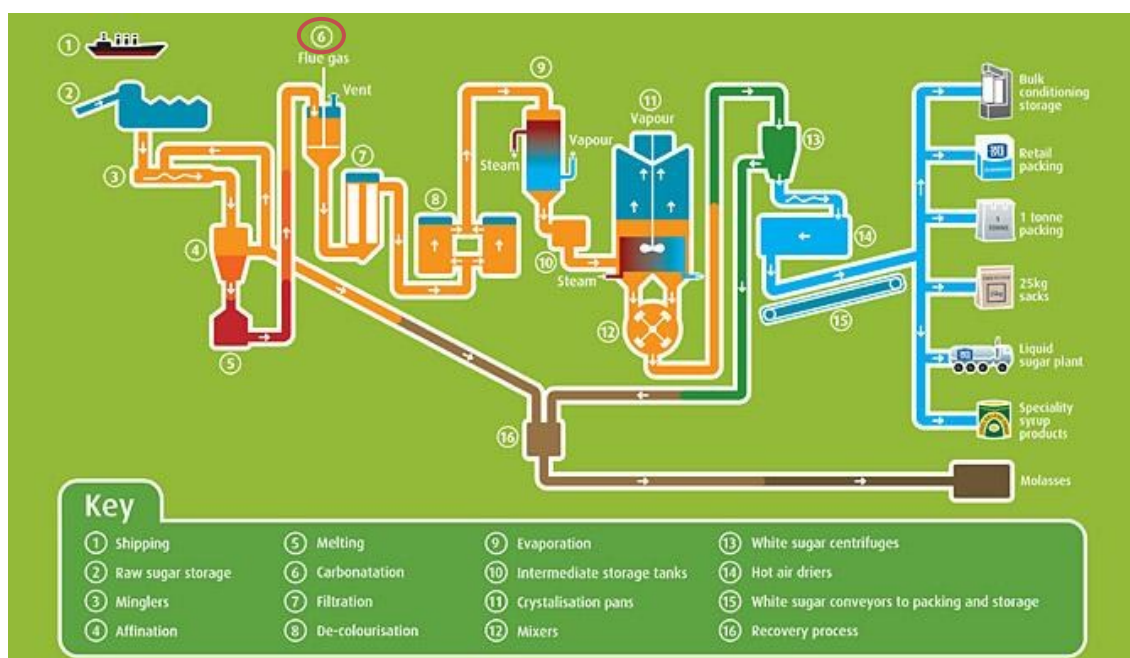 1
2
3
4
5
6
Flue gas
Vent
7
8
9
Steam
Vapour
10
11
Vapour
Steam
12
13
14
15
16
Bulk
conditioning
storage
Retail
packing
1 tonne
packing
25kg
sacks
Liquid
sugar plant
Speciality
syrup
products
Molasses
Key
1 Shipping
2 Raw sugar storage
3 Minglers
4 Affination
5 Melting
6 Carbonatation
7 Filtration
8 De-colourisation
9 Evaporation
10 Intermediate storage tanks
11 Crystalisation pans
12 Mixers
13 White sugar centrifuges
14 Hot air driers
15 White sugar conveyors to packing and storage
16 Recovery process